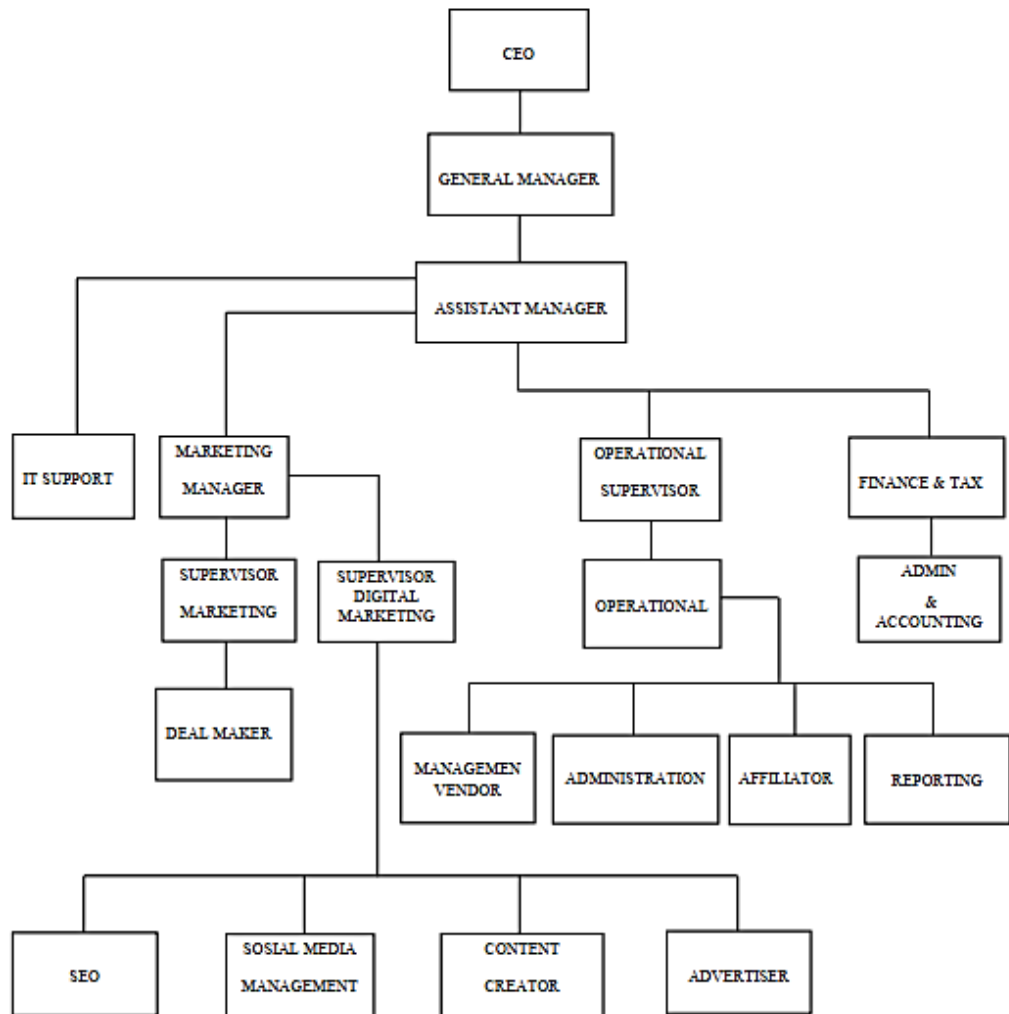 CEO
GENERAL MANAGER
ASSISTANT MANAGER
IT SUPPORT
MARKETING
MANAGER
OPERATIONAL
SUPERVISOR
FINANCE & TAX
SUPERVISOR
MARKETING
SUPERVISOR
DIGITAL
MARKETING
OPERATIONAL
ADMIN
&
ACCOUNTING
DEAL MAKER
MANAGEMEN
VENDOR
ADMINISTRATION
AFFILIATOR
REPORTING
SEO
SOSIAL MEDIA
MANAGEMENT
CONTENT
CREATOR
ADVERTISER